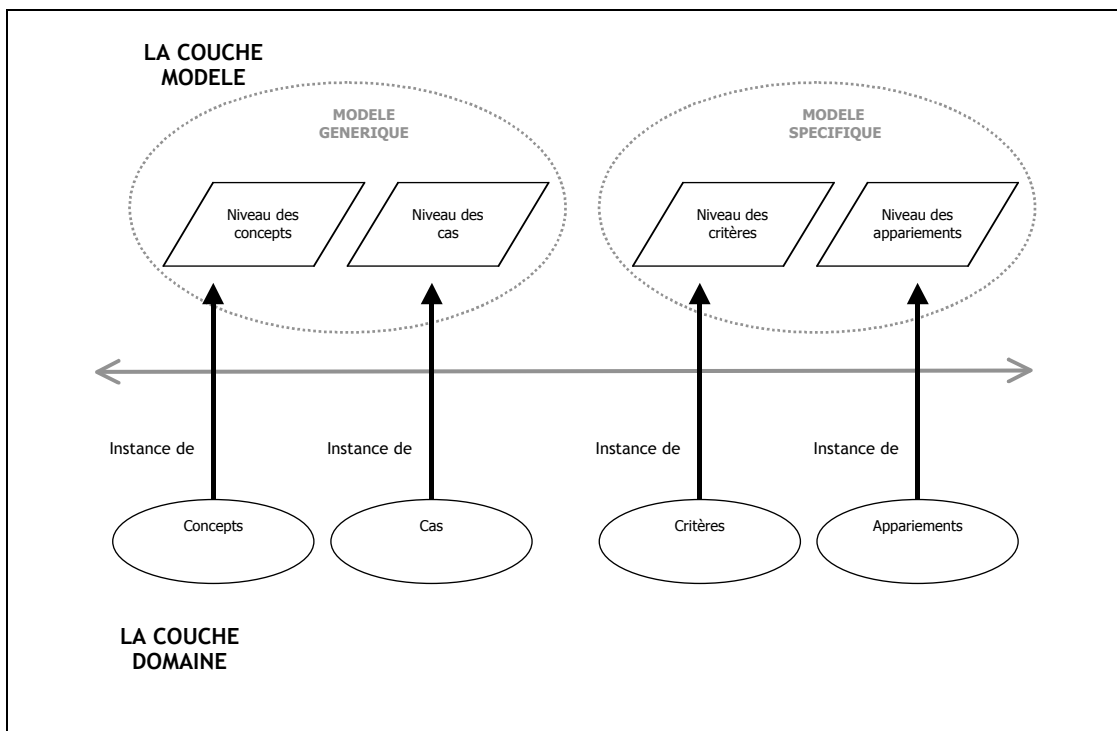 LA COUCHE
MODELE
MODELE
GENERIQUE
MODELE
SPECIFIQUE
Niveau des
concepts
Niveau des
cas
Niveau des
critères
Niveau des
appariements
Instance de
Instance de
Instance de
Instance de
Concepts
Cas
Critères
Appariements
LA COUCHE
DOMAINE